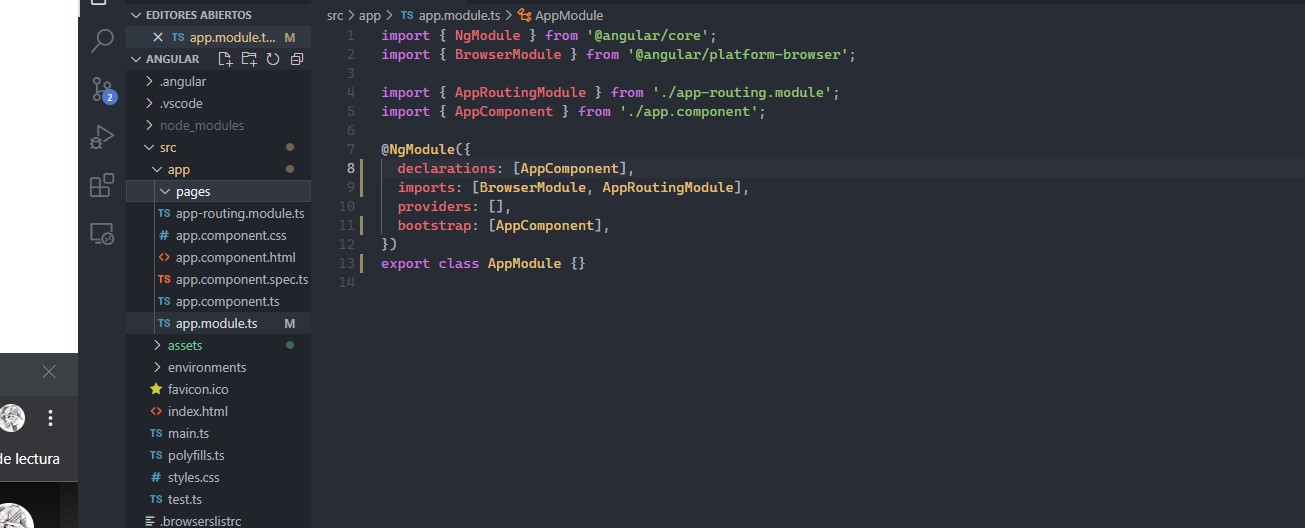 EDITORES ABIERTOS
app.module.t... M
ANGULAR
.angular
.vscode
node_modules
src
app
pages
TS app-routing.module.ts
# app.component.css
<> app.component.html
TS app.component.spec.ts
TS app.component.ts
TS app.module.ts M
assets
environments
favicon.ico
<> index.html
TS main.ts
TS polyfills.ts
# styles.css
TS test.ts
.browserslistrc
2
de lectura
src > app > TS app.module.ts > AppModule
1 import { NgModule } from '@angular/core';
2 import { BrowserModule } from '@angular/platform-browser';
3
4 import { AppRoutingModule } from './app-routing.module';
5 import { AppComponent } from './app.component';
6
7 @NgModule({
8 declarations: [AppComponent],
9 imports: [BrowserModule, AppRoutingModule],
10 providers: [],
11 bootstrap: [AppComponent],
12 })
13 export class AppModule {}
14